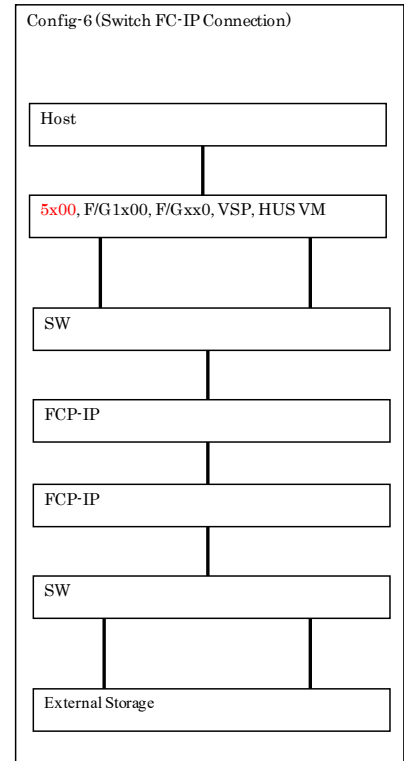 Config-6 (Switch FC-IP Connection)
Host
5x00, F/G1x00, F/Gxx0, VSP, HUS VM
SW
FCP-IP
FCP-IP
SW
External Storage